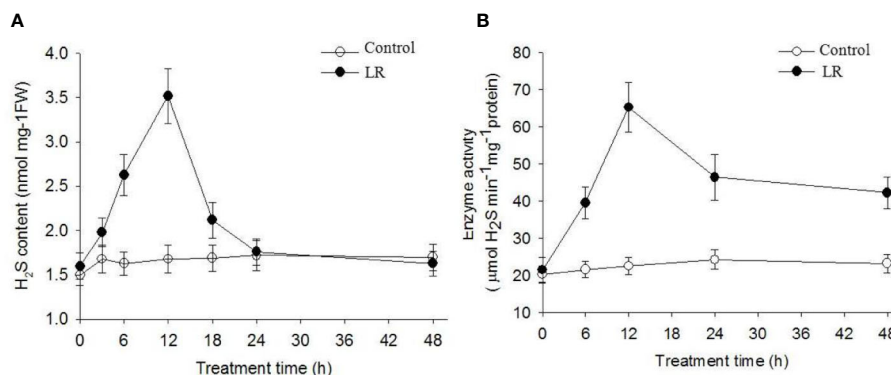 A
H₂S content (nmol mg-1FW)
4.0
3.5
3.0
2.5
2.0
1.5
1.0
0 6 12 18 24 30 36 42 48
Treatment time (h)
Control
LR
B
Enzyme activity
( μmol H₂S min⁻¹mg⁻¹protein)
80
70
60
50
40
30
20
10
0 6 12 18 24 30 36 42 48
Treatment time (h)
Control
LR